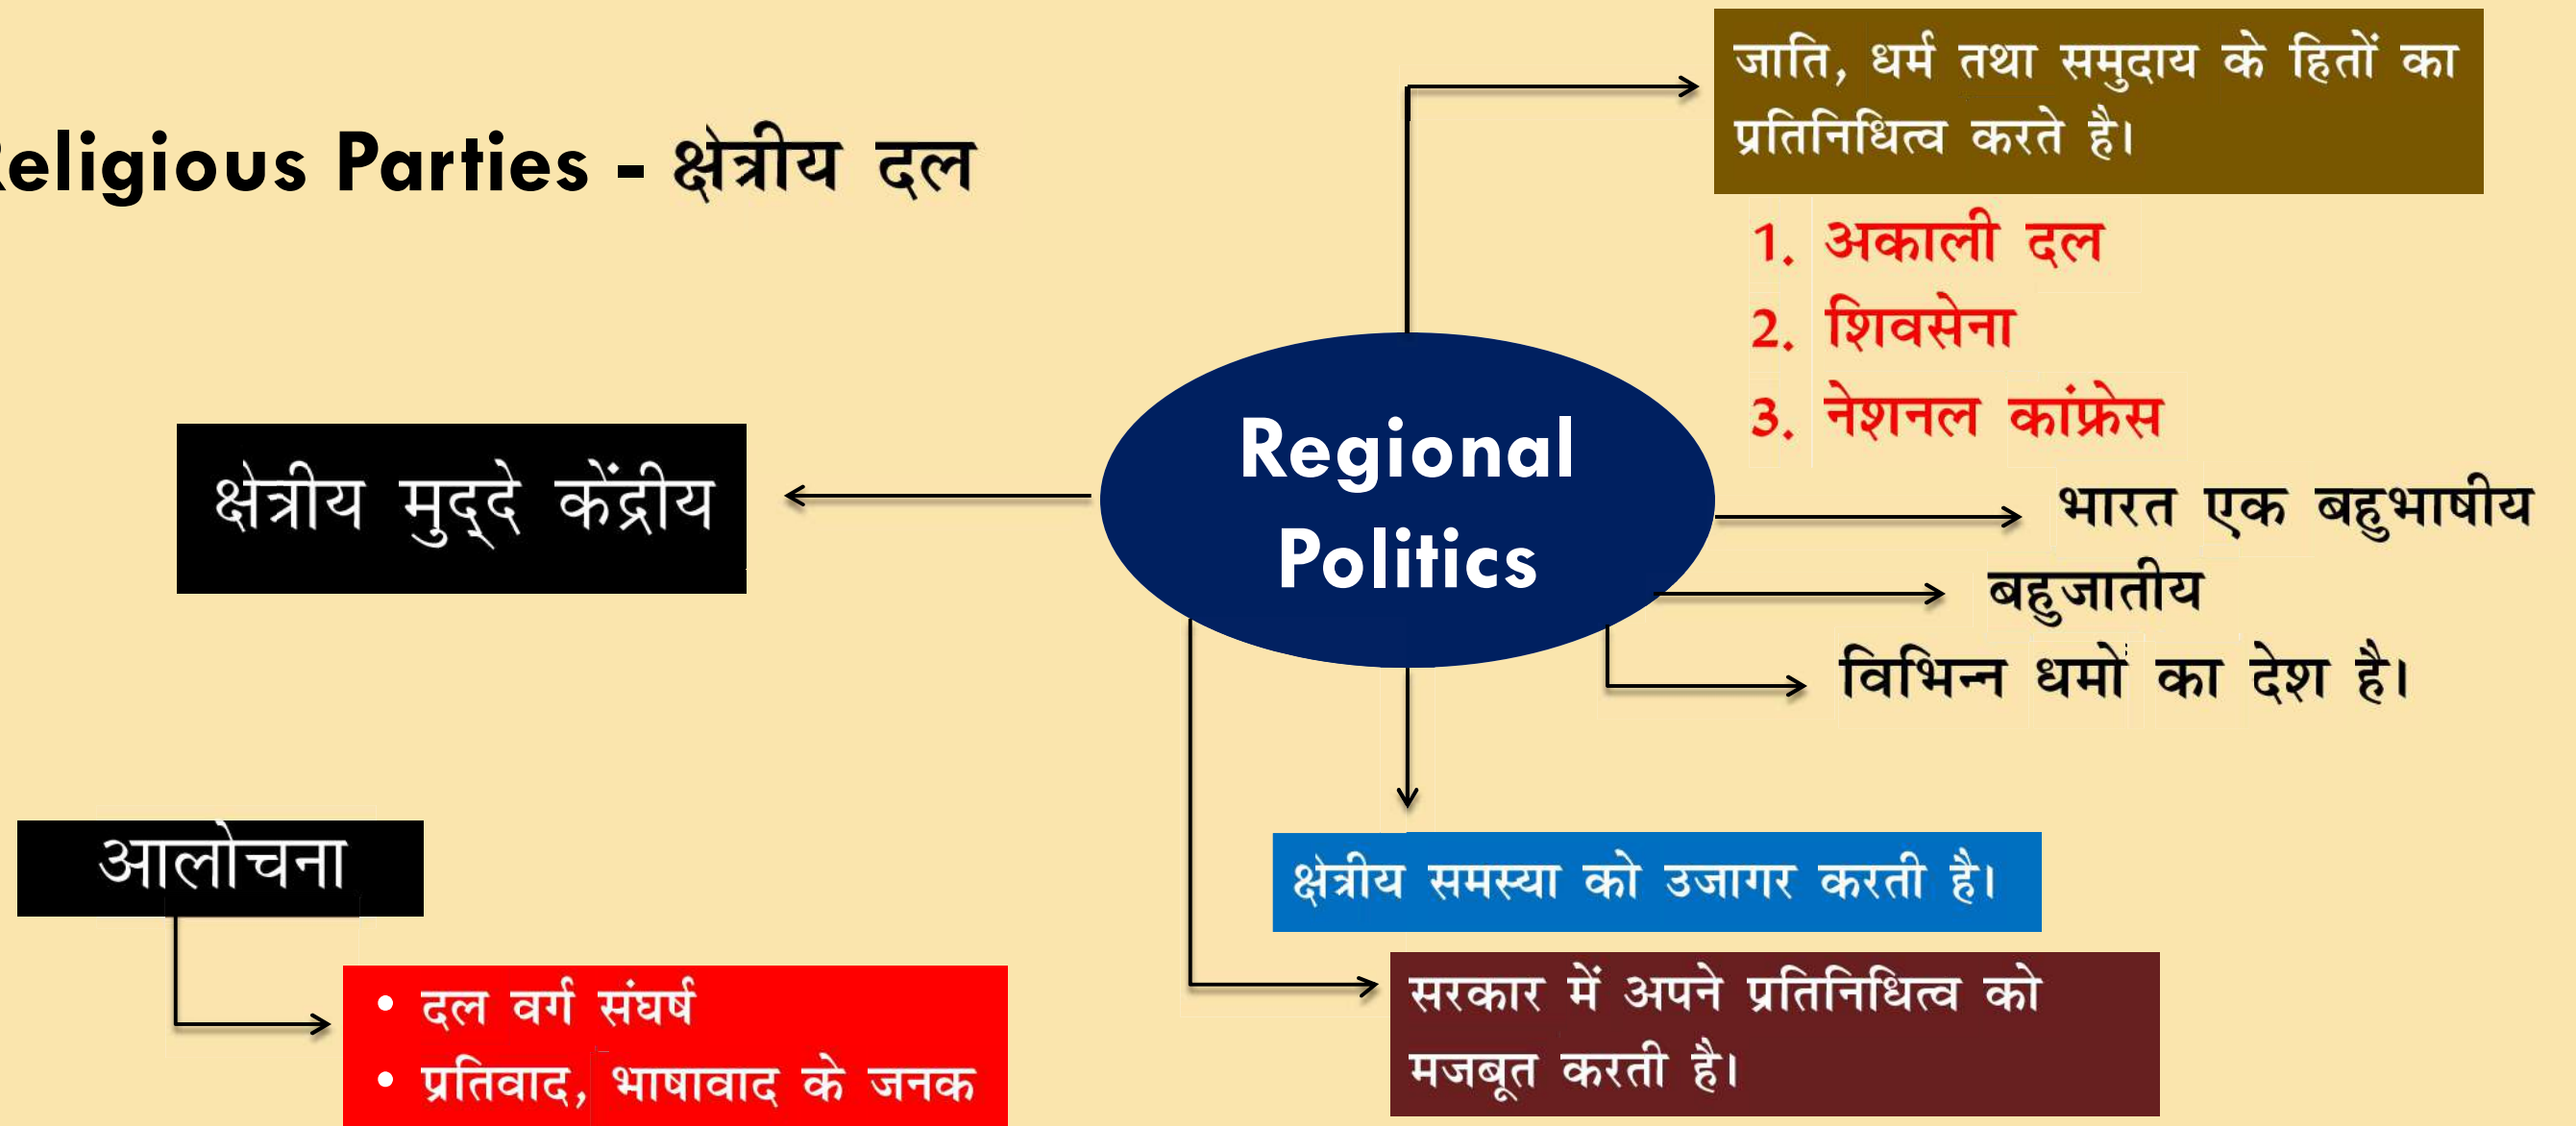 eligious Parties - क्षेत्रीय दल
जाति, धर्म तथा समुदाय के हितों का
प्रतिनिधित्व करते है।
1. अकाली दल
2. शिवसेना
3. नेशनल कांफ्रेस
Regional
Politics
क्षेत्रीय मुद्दे केंद्रीय
भारत एक बहुभाषीय
बहुजातीय
विभिन्न धर्मो का देश है।
क्षेत्रीय समस्या को उजागर करती है।
सरकार में अपने प्रतिनिधित्व को
मजबूत करती है।
आलोचना
• दल वर्ग संघर्ष
• प्रतिवाद, भाषावाद के जनक